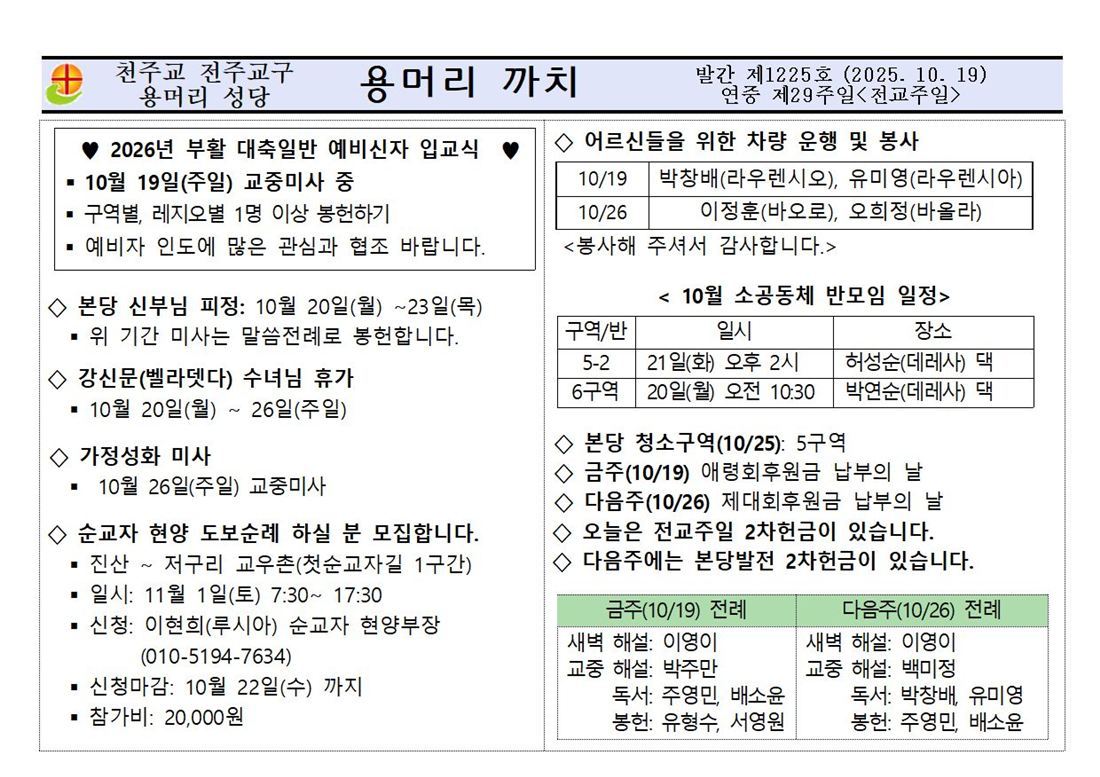 천주교 전주교구
용머리 성당
용머리 까치
발간 제1225호 (2025. 10. 19)
연중 제29주일<전교주일>
♥ 2026년 부활 대축일반 예비신자 입교식 ♥
▪ 10월 19일(주일) 교중미사 중
▪ 구역별, 레지오별 1명 이상 봉헌하기
▪ 예비자 인도에 많은 관심과 협조 바랍니다.
◇ 본당 신부님 피정: 10월 20일(월) ~23일(목)
▪ 위 기간 미사는 말씀전례로 봉헌합니다.
◇ 강신문(벨라뎃다) 수녀님 휴가
▪ 10월 20일(월) ~ 26일(주일)
◇ 가정성화 미사
▪ 10월 26일(주일) 교중미사
◇ 순교자 현양 도보순례 하실 분 모집합니다.
▪ 진산 ~ 저구리 교우촌(첫순교자길 1구간)
▪ 일시: 11월 1일(토) 7:30~ 17:30
▪ 신청: 이현희(루시아) 순교자 현양부장
(010-5194-7634)
▪ 신청마감: 10월 22일(수) 까지
▪ 참가비: 20,000원
◇ 어르신들을 위한 차량 운행 및 봉사
10/19 박창배(라우렌시오), 유미영(라우렌시아)
10/26 이정훈(바오로), 오희정(바올라)
<봉사해 주셔서 감사합니다.>
< 10월 소공동체 반모임 일정>
구역/반 일시 장소
5-2 21일(화) 오후 2시 허성순(데레사) 댁
6구역 20일(월) 오전 10:30 박연순(데레사) 댁
◇ 본당 청소구역(10/25): 5구역
◇ 금주(10/19) 애령회후원금 납부의 날
◇ 다음주(10/26) 제대회후원금 납부의 날
◇ 오늘은 전교주일 2차헌금이 있습니다.
◇ 다음주에는 본당발전 2차헌금이 있습니다.
금주(10/19) 전례 다음주(10/26) 전례
새벽 해설: 이영이 새벽 해설: 이영이
교중 해설: 박주만 교중 해설: 백미정
독서: 주영민, 배소윤 독서: 박창배, 유미영
봉헌: 유형수, 서영원 봉헌: 주영민, 배소윤